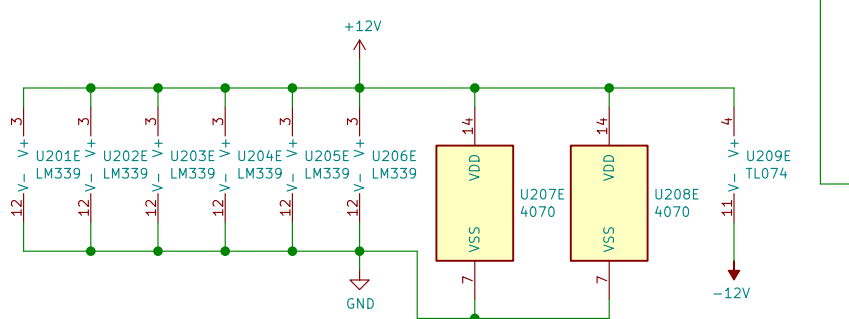 +12V
3
3
3
3
3
3
14
14
4
V+
V+
V+
V+
V+
V+
VDD
VDD
V+
U201E
LM339
U202E
LM339
U203E
LM339
U204E
LM339
U205E
LM339
U206E
LM339
U207E
4070
U208E
4070
U209E
TL074
V-
V-
V-
V-
V-
V-
VSS
VSS
V-
12
12
12
12
12
12
7
7
11
GND
-12V